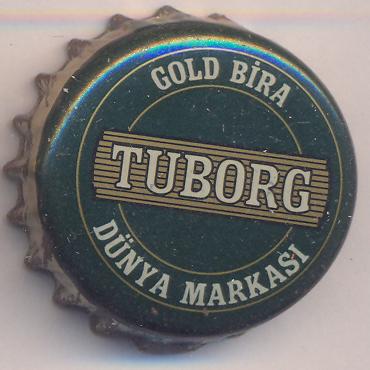 GOLD BİRA
TUBORG
DÜNYA MARKASI